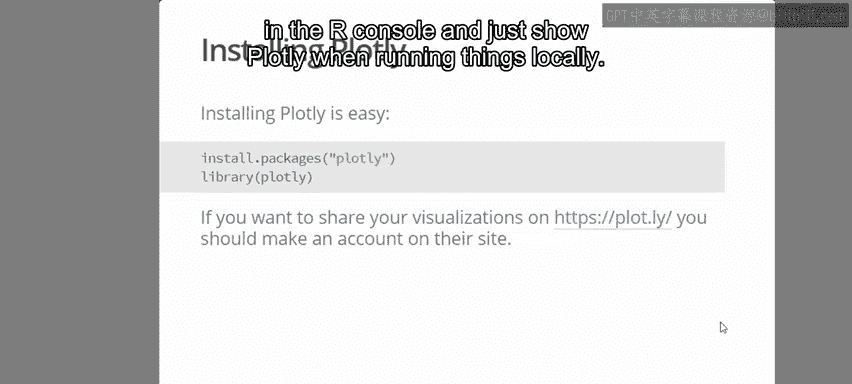 GPT中英字幕课程资源@
in the R console and just show
Installing Plotly
Plotly when running things locally.
Installing Plotly is easy:
install.packages("plotly")
library(plotly)
If you want to share your visualizations on https://plot.ly/ you
should make an account on their site.